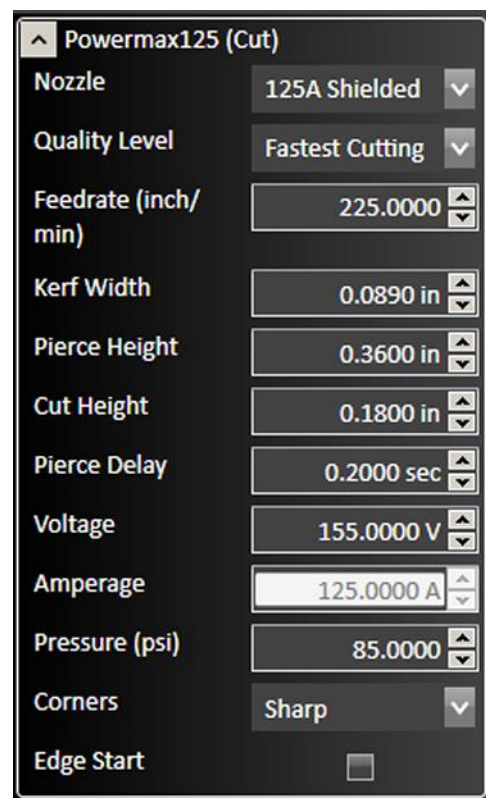 Powermax125 (Cut)
Nozzle 125A Shielded
Quality Level Fastest Cutting
Feedrate (inch/
min) 225.0000
Kerf Width 0.0890 in
Pierce Height 0.3600 in
Cut Height 0.1800 in
Pierce Delay 0.2000 sec
Voltage 155.0000 V
Amperage 125.0000 A
Pressure (psi) 85.0000
Corners Sharp
Edge Start